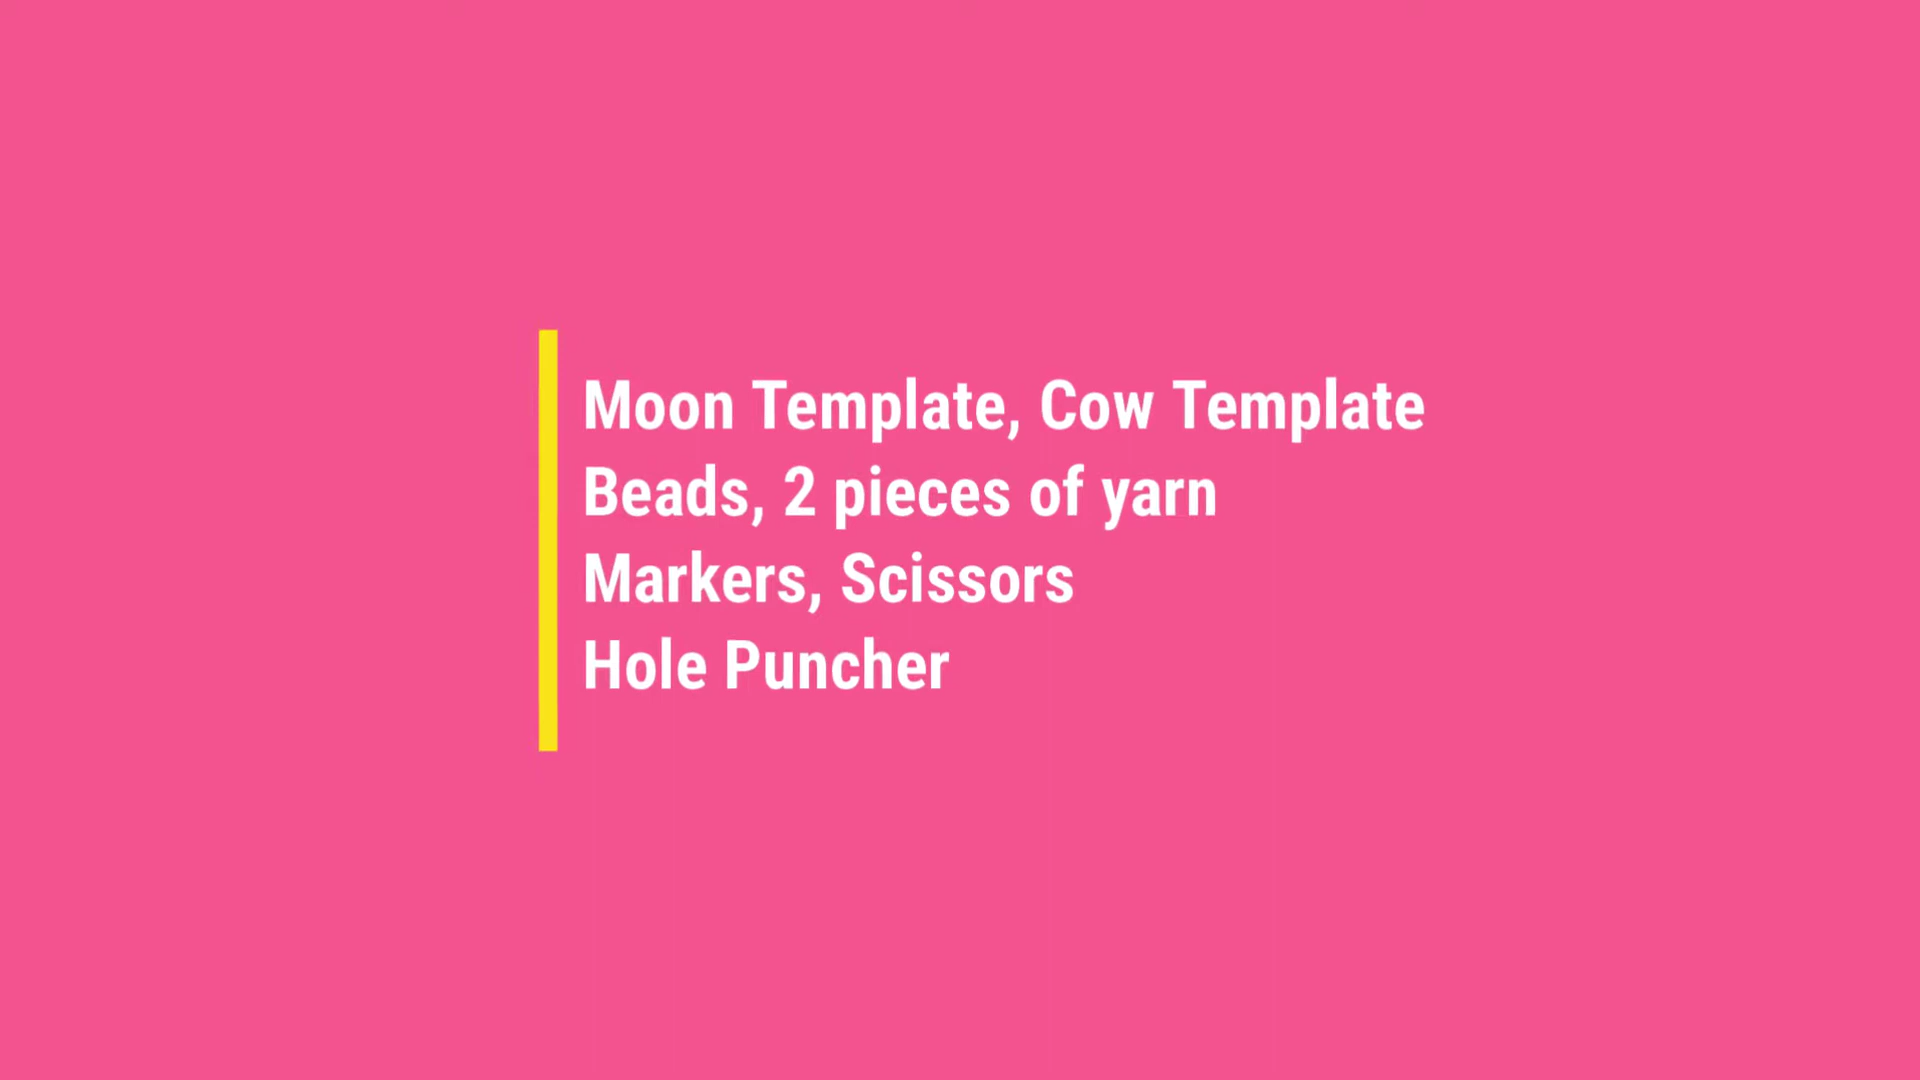 Moon Template, Cow Template
Beads, 2 pieces of yarn
Markers, Scissors
Hole Puncher